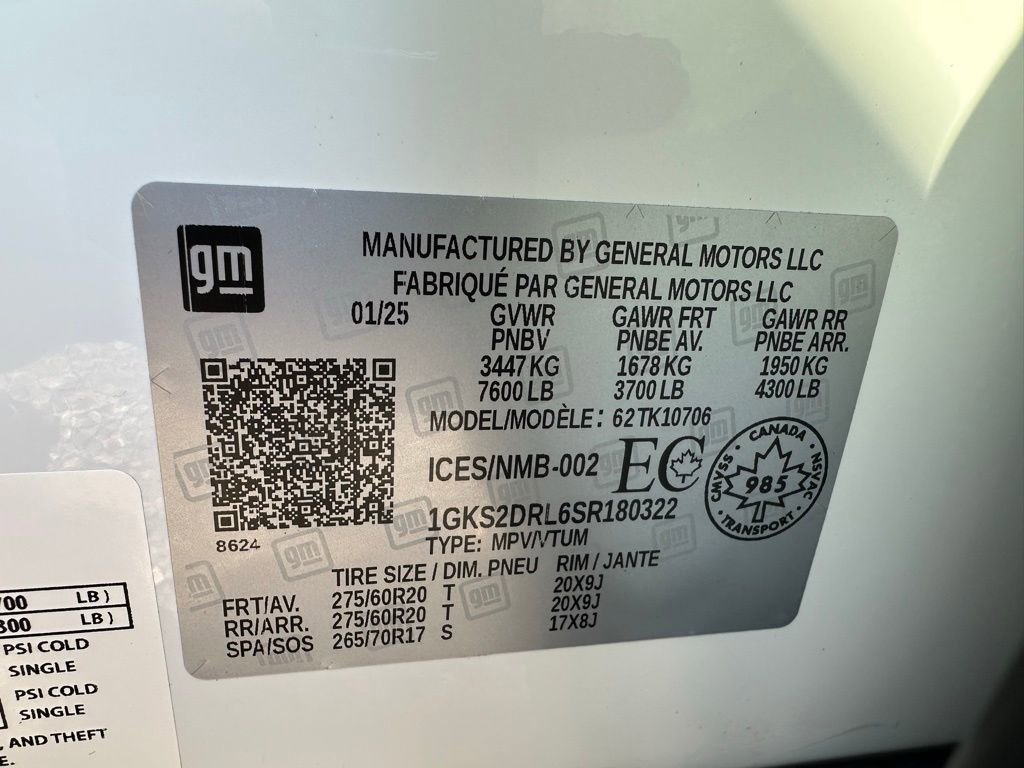 gm
MANUFACTURED BY GENERAL MOTORS LLC
FABRIQUÉ PAR GENERAL MOTORS LLC
01/25 GVWR GAWR FRT GAWR RR
PNBV PNBE AV. PNBE ARR.
3447 KG 1678 KG 1950 KG
7600 LB 3700 LB 4300 LB
MODEL/MODÈLE: 62TK10706
ICES/NMB-002 EC
CANADA
CMVSS NSVAC
985
TRANSPORT
1GKS2DRL6SR180322
8624
TYPE: MPV/VTUM
TIRE SIZE / DIM. PNEU RIM / JANTE
FRT/AV. 275/60R20 T 20X9J
RR/ARR. 275/60R20 T 20X9J
SPA/SOS 265/70R17 S 17X8J
LB)
300 LB)
PSI COLD
SINGLE
PSI COLD
SINGLE
, AND THEFT
E.